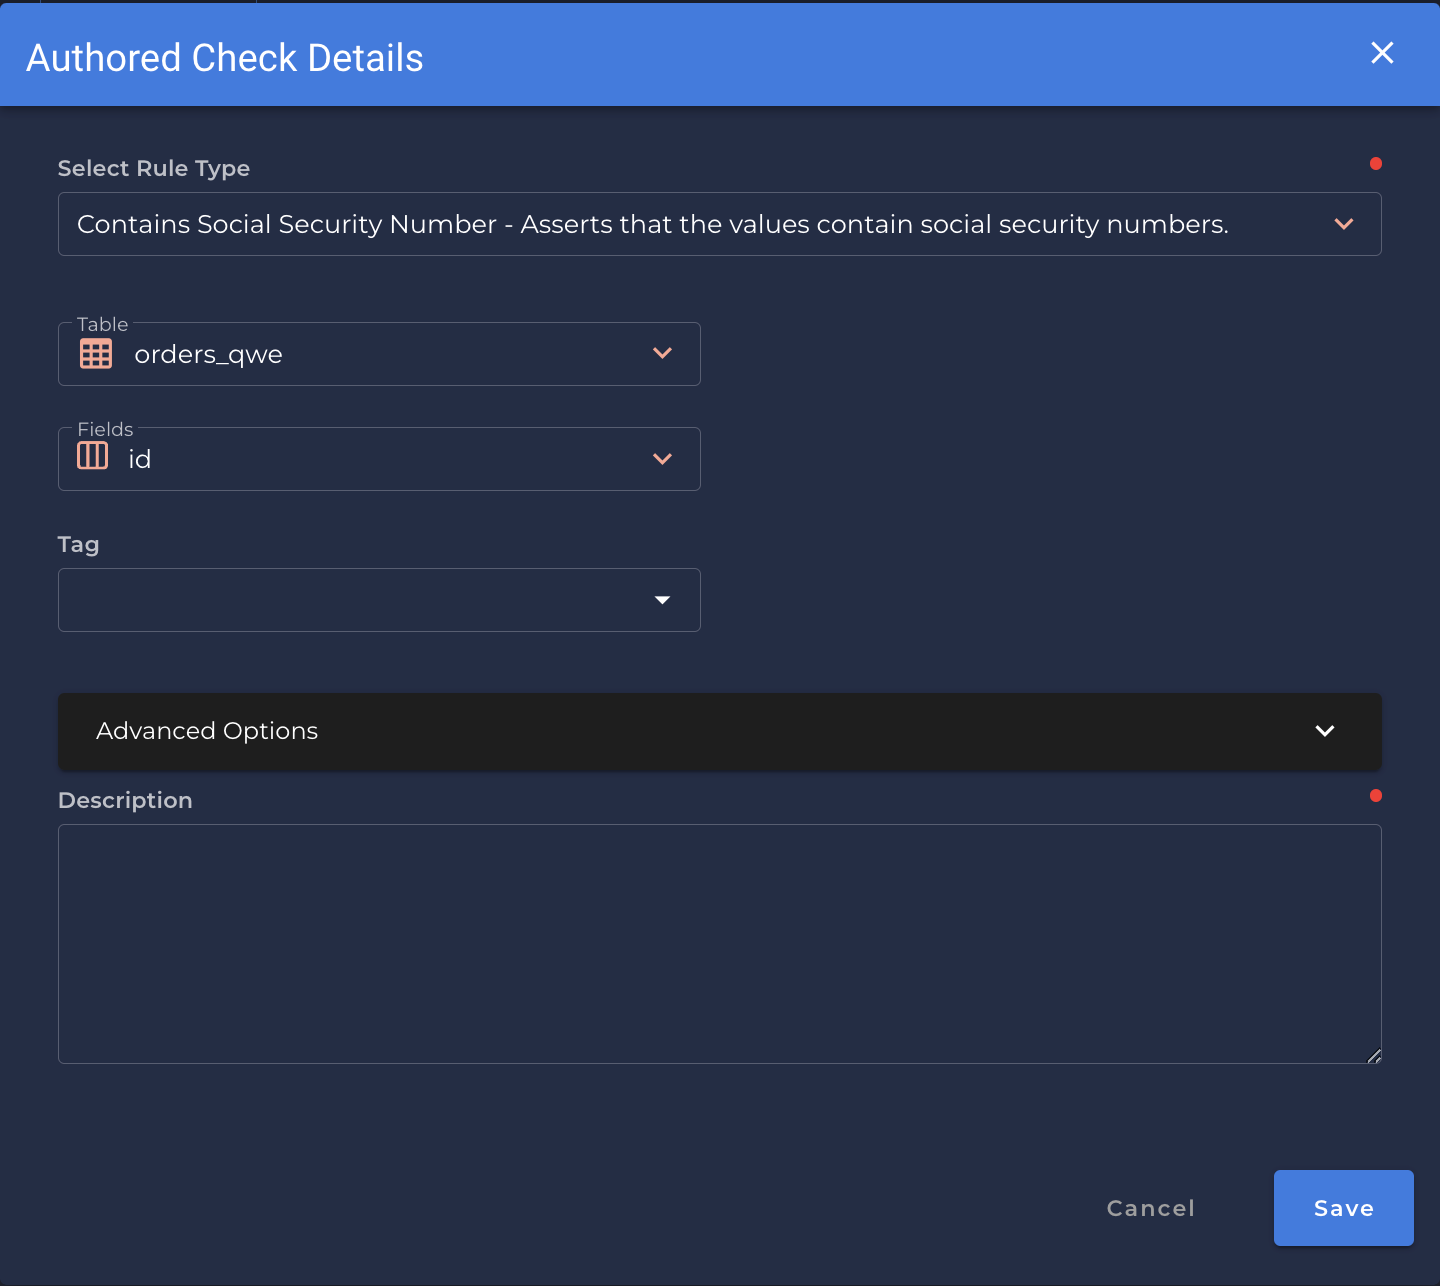 Authored Check Details
Select Rule Type
Contains Social Security Number - Asserts that the values contain social security numbers.
Table
orders_qwe
Fields
id
Tag
Advanced Options
Description
Cancel
Save